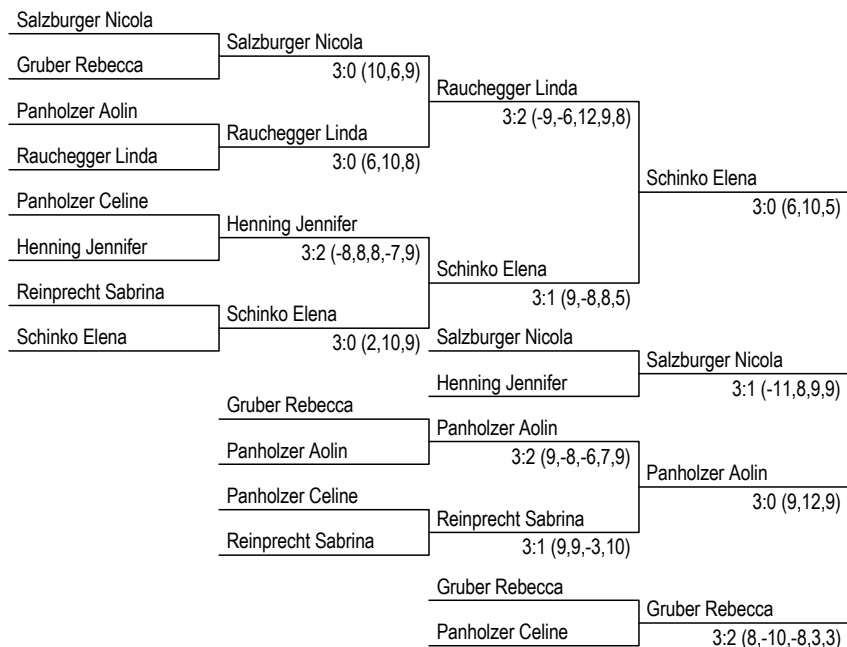 Salzburger Nicola
Salzburger Nicola
Gruber Rebecca
3:0 (10,6,9)
Rauchegger Linda
Panholzer Aolin
3:2 (-9,-6,12,9,8)
Rauchegger Linda
Rauchegger Linda
3:0 (6,10,8)
Schinko Elena
Panholzer Celine
3:0 (6,10,5)
Henning Jennifer
Henning Jennifer
3:2 (-8,8,8,-7,9)
Schinko Elena
Reinprecht Sabrina
3:1 (9,-8,8,5)
Schinko Elena
Schinko Elena
3:0 (2,10,9)
Salzburger Nicola
Salzburger Nicola
Henning Jennifer
3:1 (-11,8,9,9)
Gruber Rebecca
Panholzer Aolin
Panholzer Aolin
3:2 (9,-8,-6,7,9)
Panholzer Aolin
Panholzer Celine
3:0 (9,12,9)
Reinprecht Sabrina
Reinprecht Sabrina
3:1 (9,9,-3,10)
Gruber Rebecca
Gruber Rebecca
Panholzer Celine
3:2 (8,-10,-8,3,3)